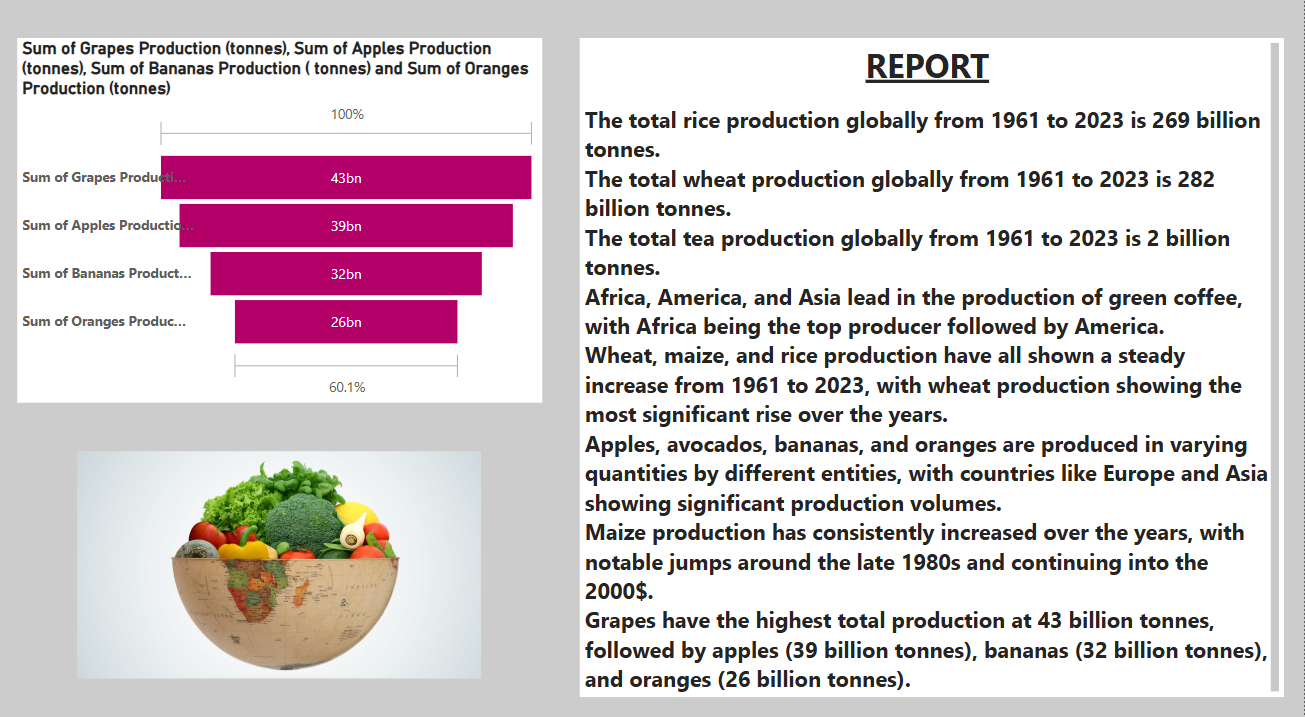 Sum of Grapes Production (tonnes), Sum of Apples Production
(tonnes), Sum of Bananas Production ( tonnes) and Sum of Oranges
Production (tonnes)
100%
Sum of Grapes Producti...
43bn
Sum of Apples Productio...
39bn
Sum of Bananas Product...
32bn
Sum of Oranges Produc...
26bn
60.1%
REPORT
The total rice production globally from 1961 to 2023 is 269 billion
tonnes.
The total wheat production globally from 1961 to 2023 is 282
billion tonnes.
The total tea production globally from 1961 to 2023 is 2 billion
tonnes.
Africa, America, and Asia lead in the production of green coffee,
with Africa being the top producer followed by America.
Wheat, maize, and rice production have all shown a steady
increase from 1961 to 2023, with wheat production showing the
most significant rise over the years.
Apples, avocados, bananas, and oranges are produced in varying
quantities by different entities, with countries like Europe and Asia
showing significant production volumes.
Maize production has consistently increased over the years, with
notable jumps around the late 1980s and continuing into the
2000$.
Grapes have the highest total production at 43 billion tonnes,
followed by apples (39 billion tonnes), bananas (32 billion tonnes),
and oranges (26 billion tonnes).